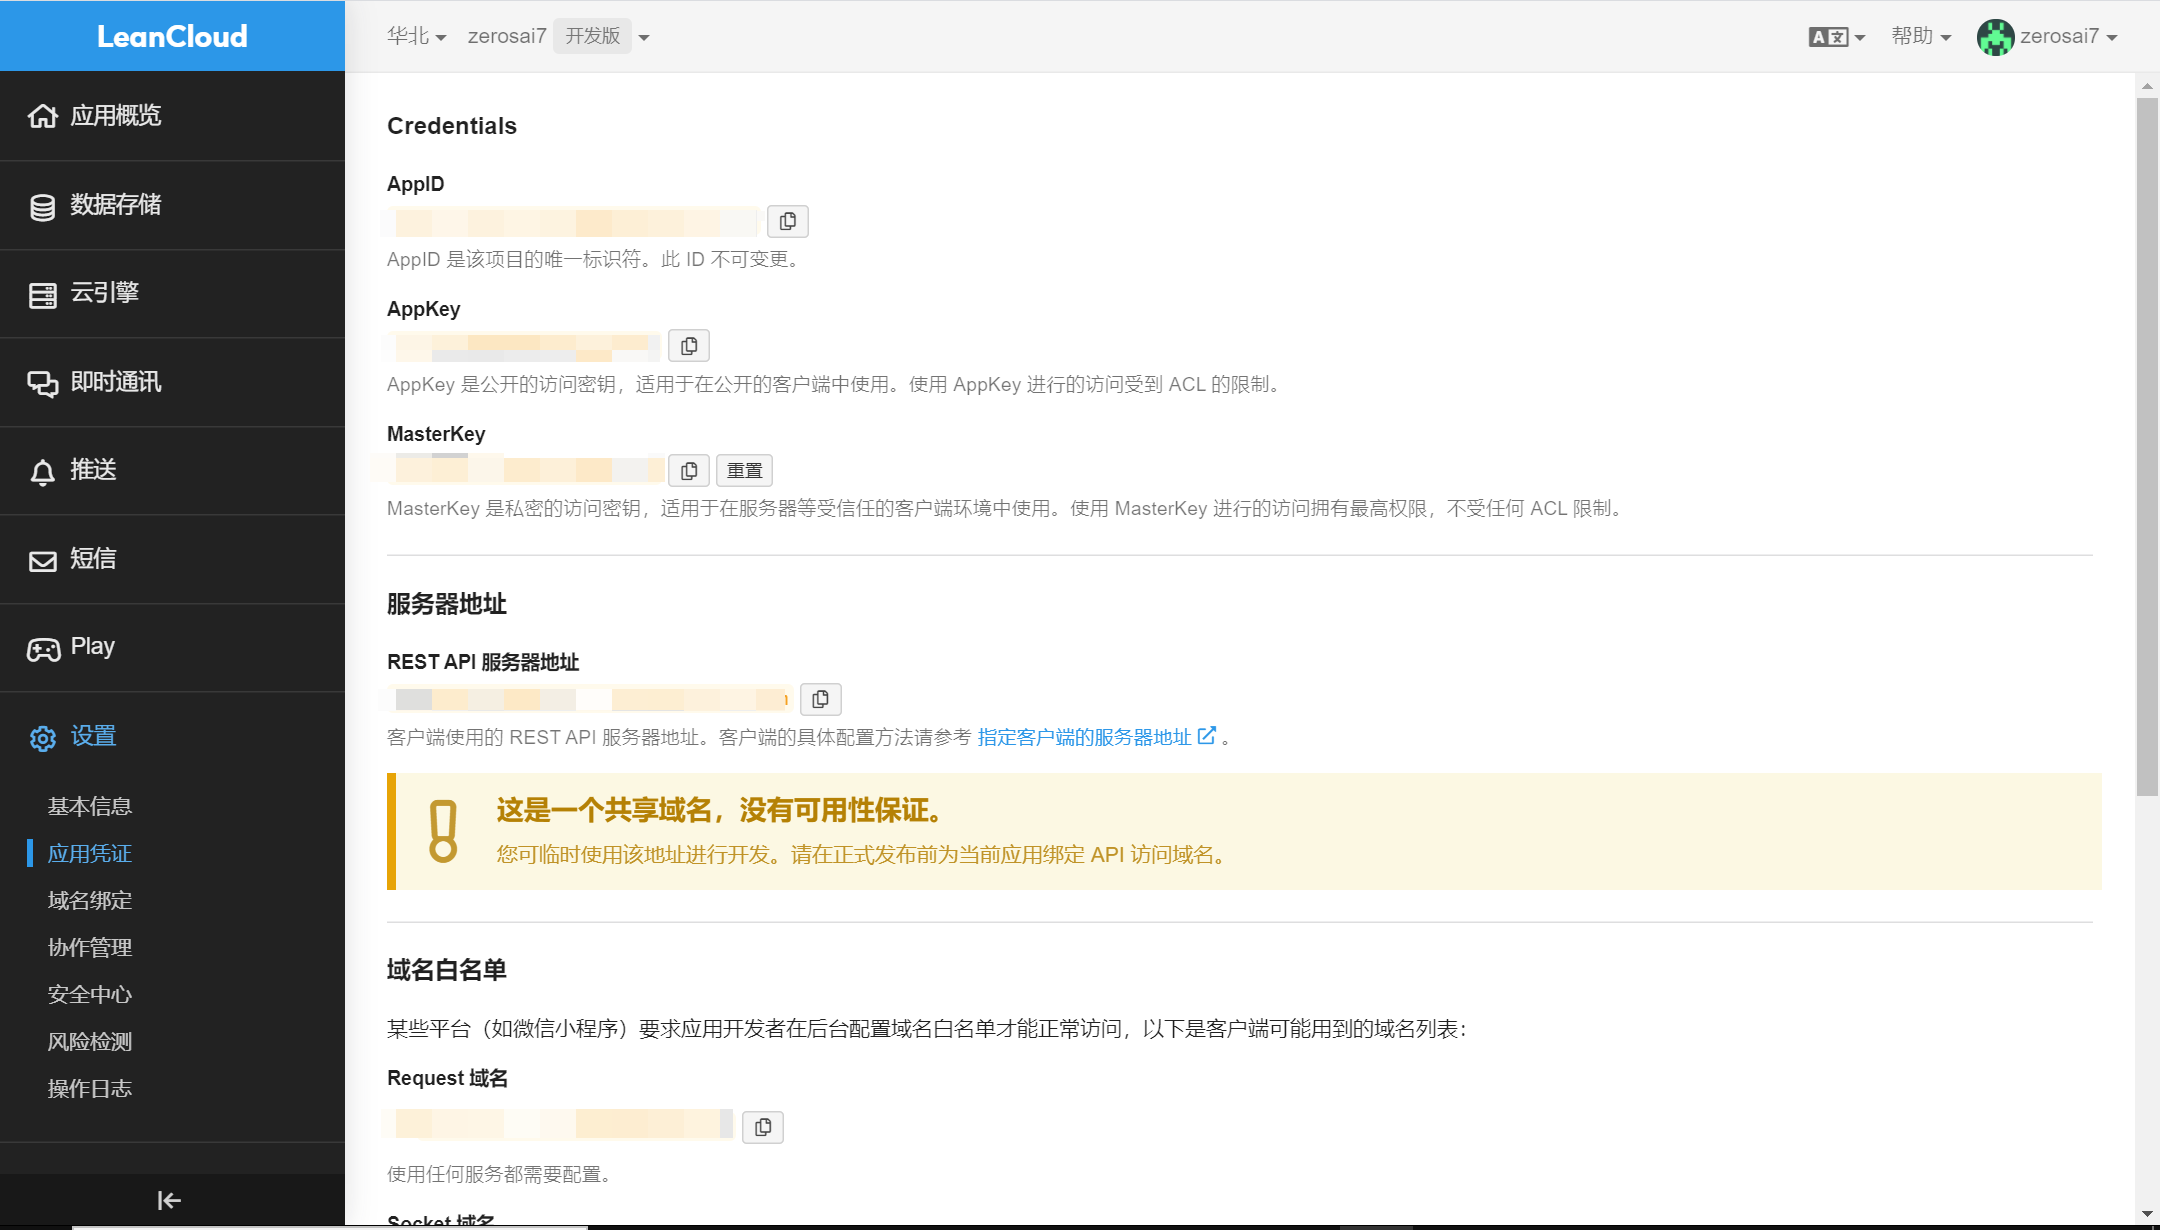 LeanCloud
华北
zerosai7
开发版
帮助
zerosai7
应用概览
数据存储
云引擎
即时通讯
推送
短信
Play
设置
基本信息
应用凭证
域名绑定
协作管理
安全中心
风险检测
操作日志
Credentials
AppID
AppID 是该项目的唯一标识符。此 ID 不可变更。
AppKey
AppKey 是公开的访问密钥，适用于在公开的客户端中使用。使用 AppKey 进行的访问受到 ACL 的限制。
MasterKey
重置
MasterKey 是私密的访问密钥，适用于在服务器等受信任的客户端环境中使用。使用 MasterKey 进行的访问拥有最高权限，不受任何 ACL 限制。
服务器地址
REST API 服务器地址
客户端使用的 REST API 服务器地址。客户端的具体配置方法请参考 指定客户端的服务器地址 。
这是一个共享域名，没有可用性保证。
您可临时使用该地址进行开发。请在正式发布前为当前应用绑定 API 访问域名。
域名白名单
某些平台（如微信小程序）要求应用开发者在后台配置域名白名单才能正常访问，以下是客户端可能用到的域名列表：
Request 域名
使用任何服务都需要配置。
Socket 域名